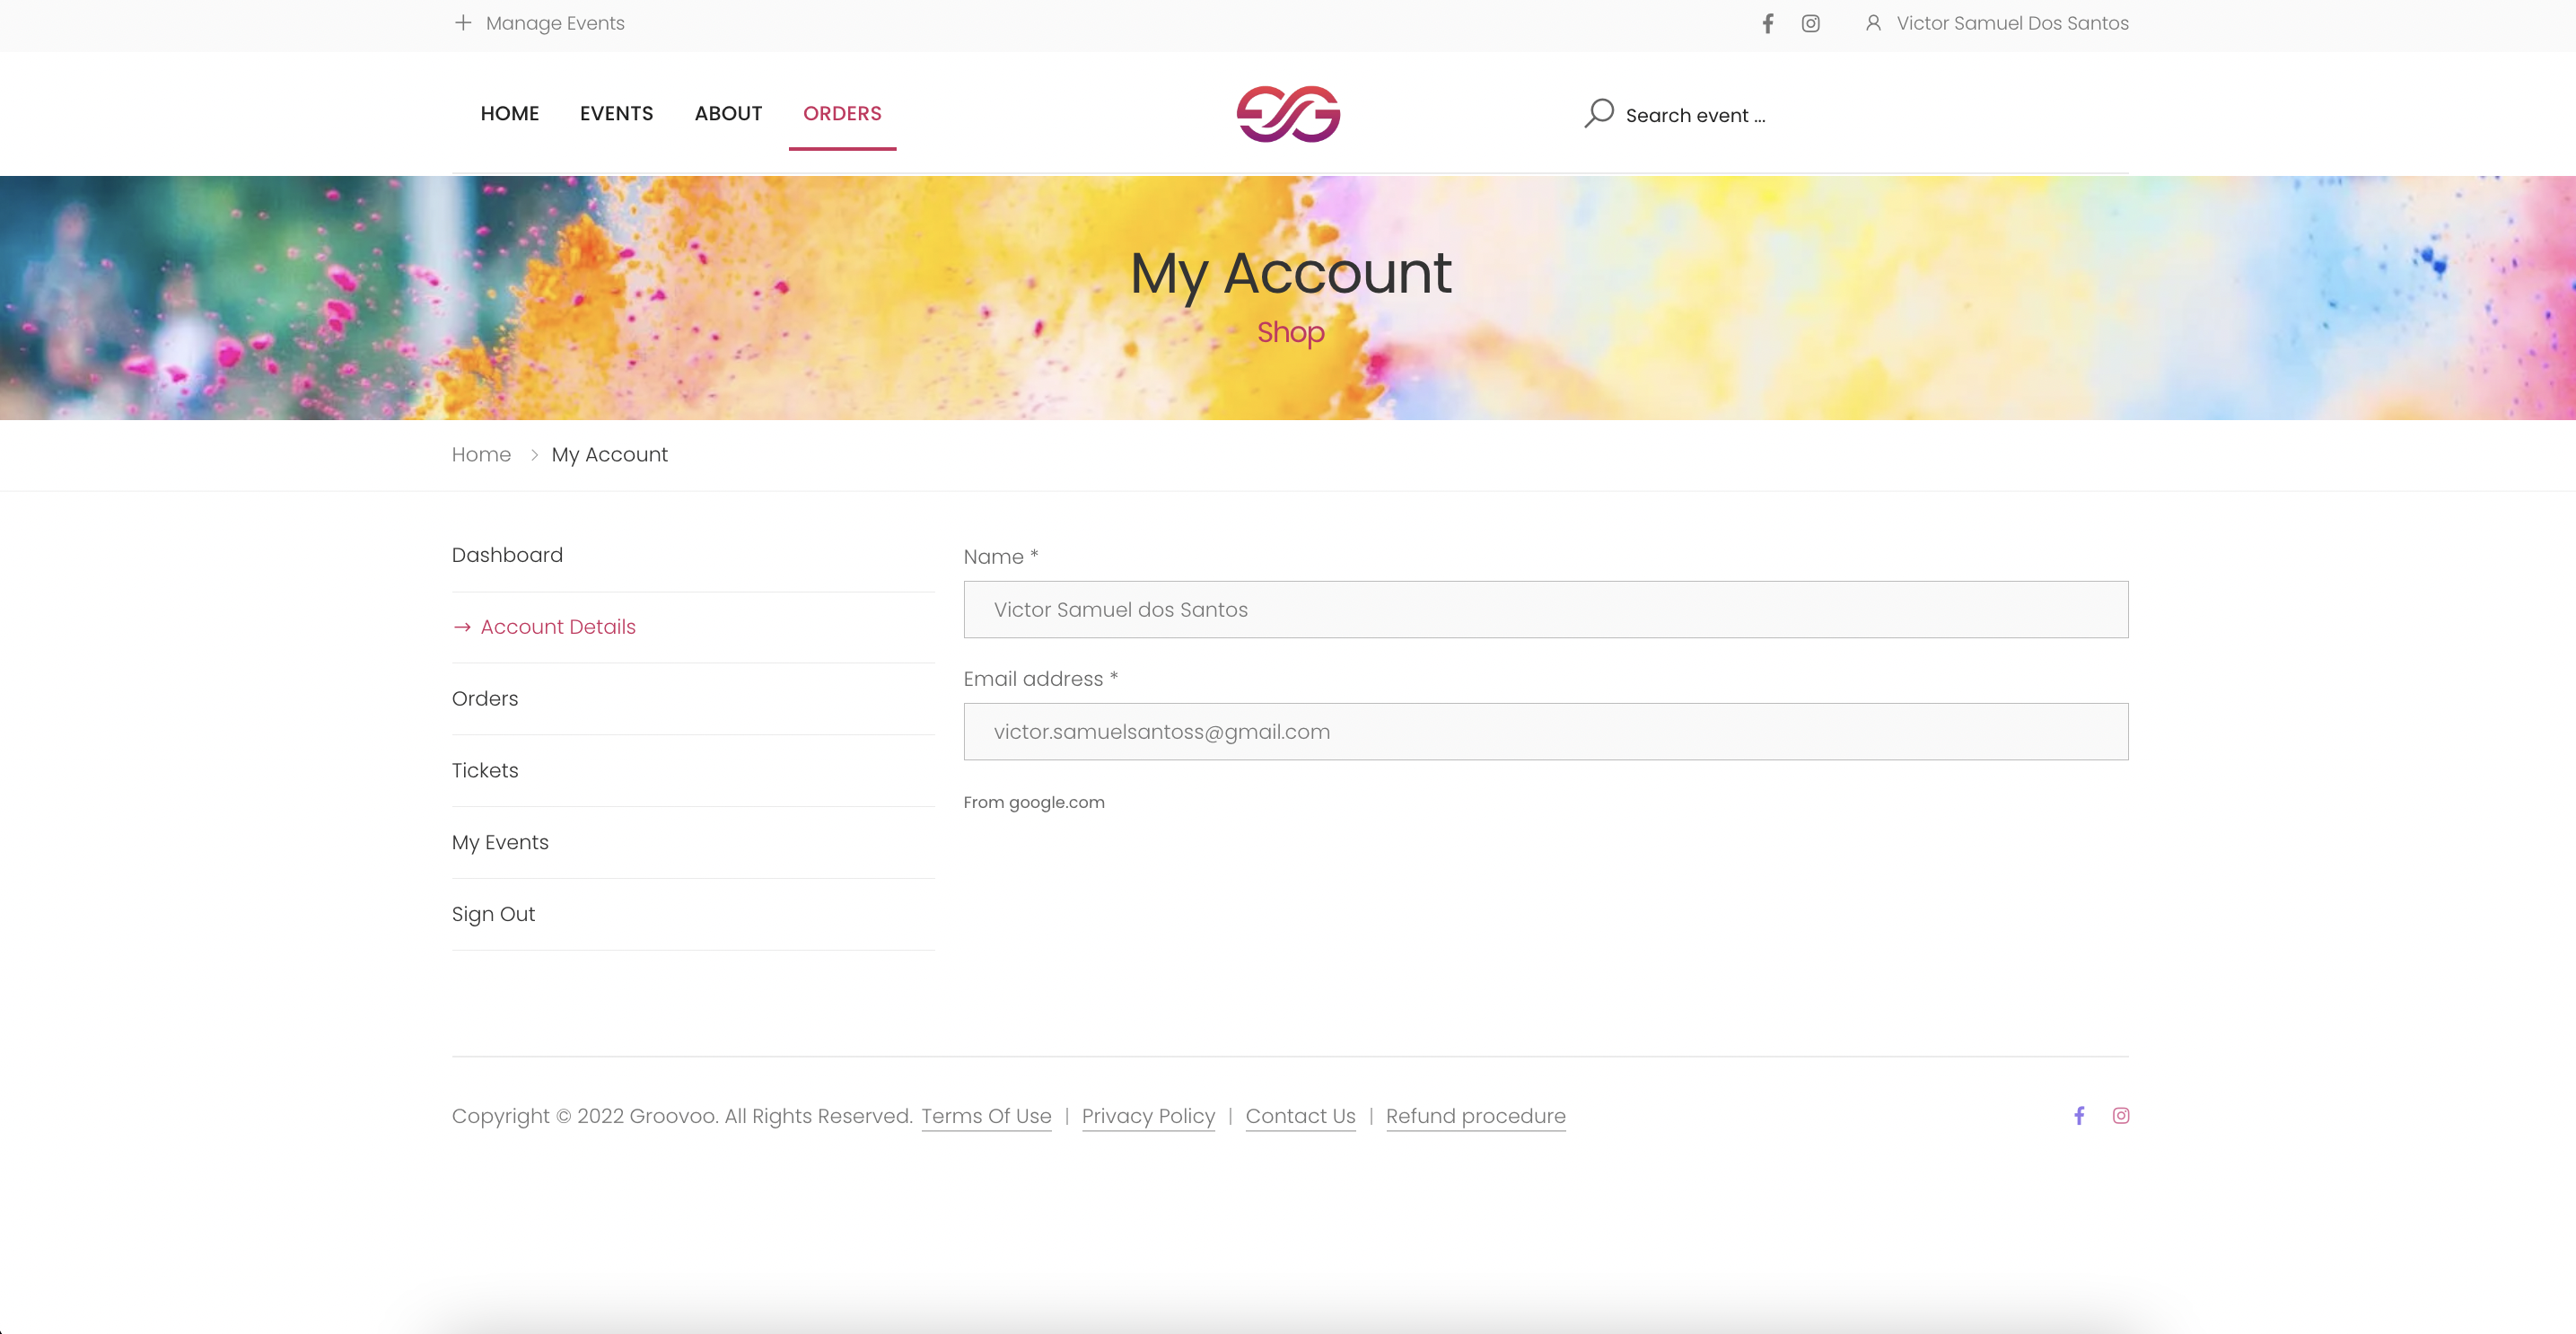 Manage Events
Victor Samuel Dos Santos
HOME EVENTS ABOUT ORDERS
Search event ...
My Account
Shop
Home > My Account
Dashboard
→ Account Details
Orders
Tickets
My Events
Sign Out
Name *
Victor Samuel dos Santos
Email address *
victor.samuelsantoss@gmail.com
From google.com
Copyright © 2022 Groovoo. All Rights Reserved. Terms Of Use | Privacy Policy | Contact Us | Refund procedure